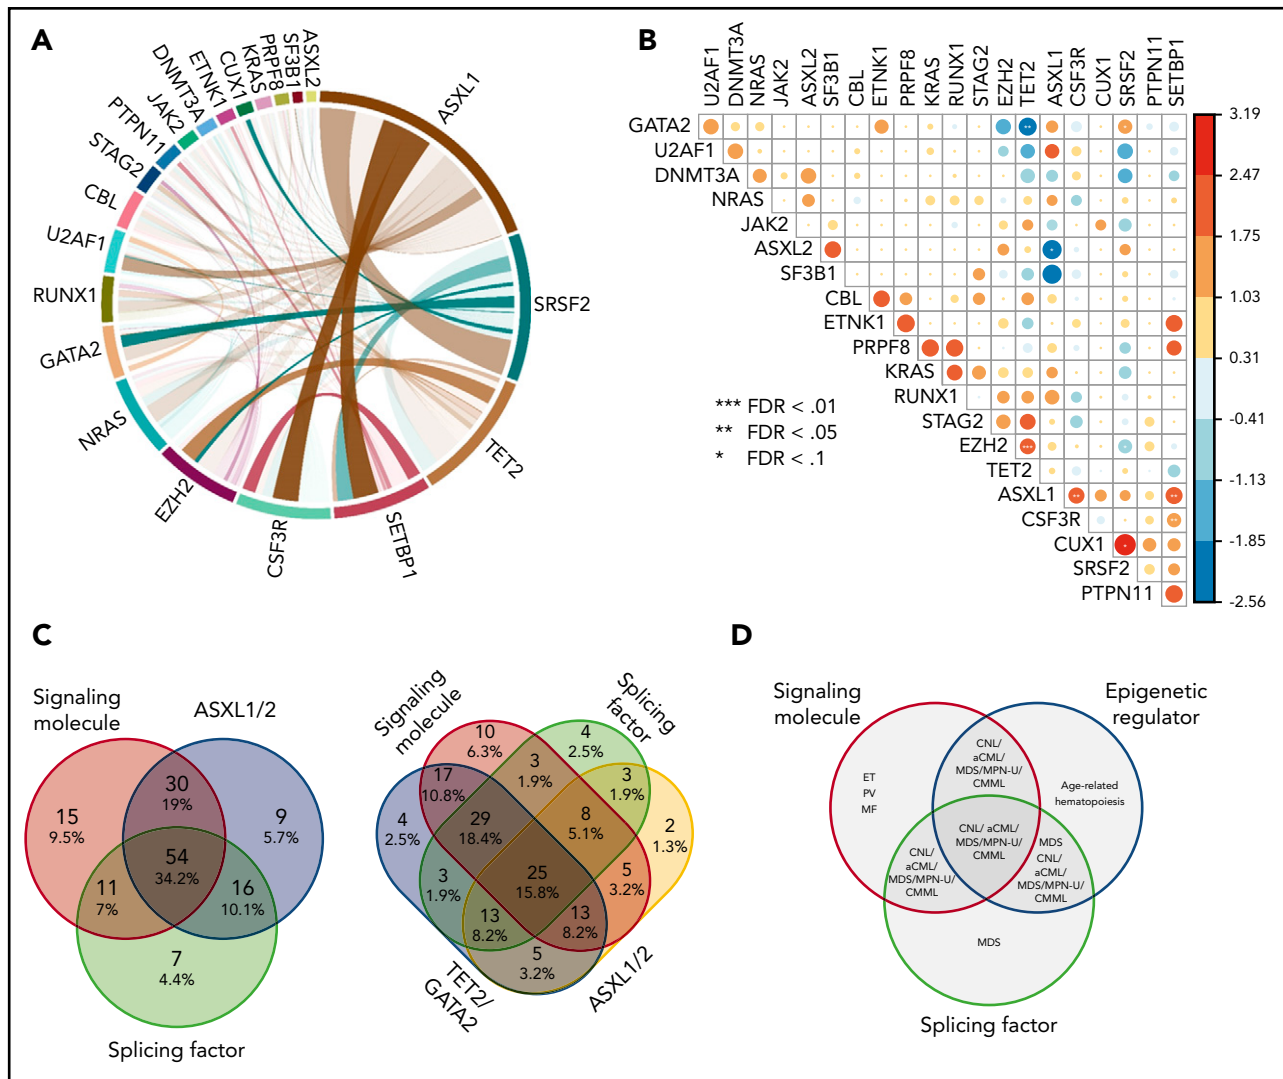 A
ASXL2
SF3B1
PRPF8
KRAS
CUX1
ETNK1
DNMT3A
JAK2
PTPN11
STAG2
CBL
U2AF1
RUNX1
GATA2
NRAS
EZH2
CSF3R
SETBP1
TET2
SRSF2
ASXL1
B
U2AF1
DNMT3A
NRAS
JAK2
ASXL2
SF3B1
CBL
ETNK1
PRPF8
KRAS
RUNX1
STAG2
EZH2
TET2
ASXL1
CSF3R
CUX1
SRSF2
PTPN11
SETBP1
GATA2
U2AF1
DNMT3A
NRAS
JAK2
ASXL2
SF3B1
CBL
ETNK1
PRPF8
KRAS
RUNX1
STAG2
EZH2
TET2
ASXL1
CSF3R
CUX1
SRSF2
PTPN11
*** FDR < .01
** FDR < .05
* FDR < .1
3.19
2.47
1.75
1.03
0.31
-0.41
-1.13
-1.85
-2.56
C
Signaling
molecule
ASXL1/2
30
19%
15
9.5%
9
5.7%
54
34.2%
11
7%
16
10.1%
7
4.4%
Splicing factor
Signaling
molecule
Splicing
factor
10
6.3%
4
2.5%
3
1.9%
17
10.8%
3
1.9%
4
2.5%
29
18.4%
8
5.1%
2
1.3%
3
1.9%
25
15.8%
5
3.2%
13
8.2%
13
8.2%
5
3.2%
TET2/
GATA2
ASXL1/2
D
Signaling
molecule
Epigenetic
regulator
CNL/
aCML/
MDS/MPN-U/
CMML
ET
PV
MF
Age-related
hematopoiesis
CNL/ aCML/
MDS/MPN-U/
CMML
CNL/
aCML/
MDS/MPN-U/
CMML
MDS
CNL/
aCML/
MDS/MPN-U/
CMML
MDS
Splicing factor